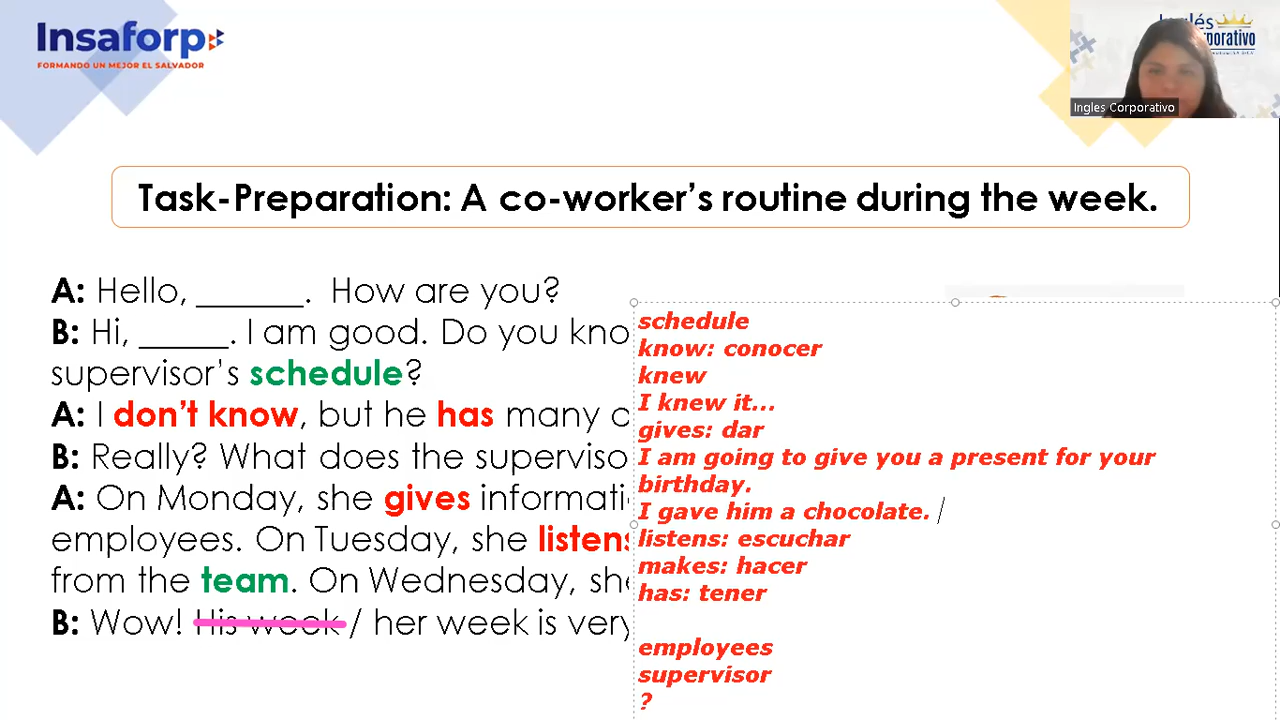 Insaforp
FORMANDO UN MEJOR EL SALVADOR
Inglés
Corporativo
Ingles Corporativo
Task-Preparation: A co-worker's routine during the week.
A: Hello, ______. How are you?
B: Hi, _____. I am good. Do you kno
supervisor's schedule?
A: I don't know, but he has many
B: Really? What does the superviso
A: On Monday, she gives informati
employees. On Tuesday, she listens
from the team. On Wednesday, she
B: Wow! His week / her week is very
schedule
know: conocer
knew
I knew it...
gives: dar
I am going to give you a present for your
birthday.
I gave him a chocolate.
listens: escuchar
makes: hacer
has: tener
employees
supervisor
?